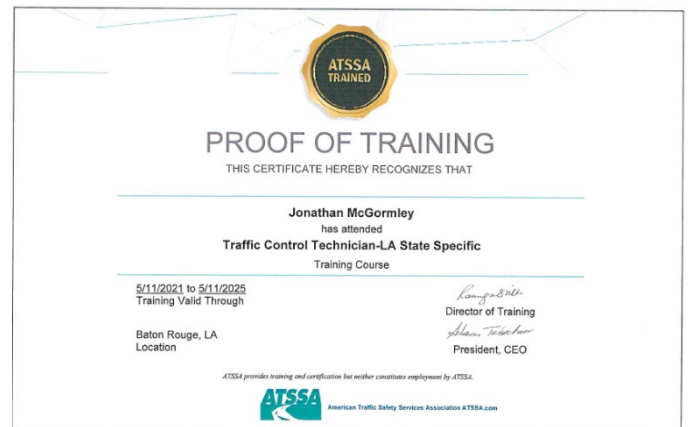 ATSSA
TRAINED
PROOF OF TRAINING
THIS CERTIFICATE HEREBY RECOGNIZES THAT
Jonathan McGormley
has attended
Traffic Control Technician-LA State Specific
Training Course
5/11/2021 to 5/11/2025
Training Valid Through
Director of Training
Baton Rouge, LA
Location
President, CEO
ATSSA provides training and certification but neither constitutes employment by ATSSA.
ATSSA
American Traffic Safety Services Association ATSSA.com